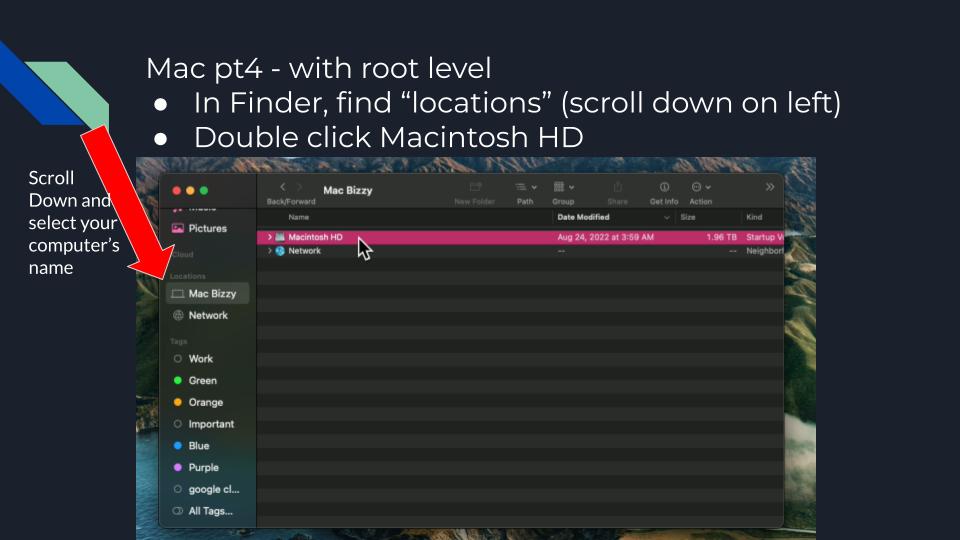 Mac pt4 - with root level
● In Finder, find “locations” (scroll down on left)
● Double click Macintosh HD
Scroll
Down and
select your
computer’s
name
Mac Bizzy
Back/Forward
New Folder
Path
Group
Share
Get Info
Action
Name
Date Modified
Size
Kind
Macintosh HD
Aug 24, 2022 at 3:59 AM
1.96 TB
Startup
Network
--
--
Pictures
Locations
Mac Bizzy
Network
Tags
Work
Green
Orange
Important
Blue
Purple
google cl...
All Tags...